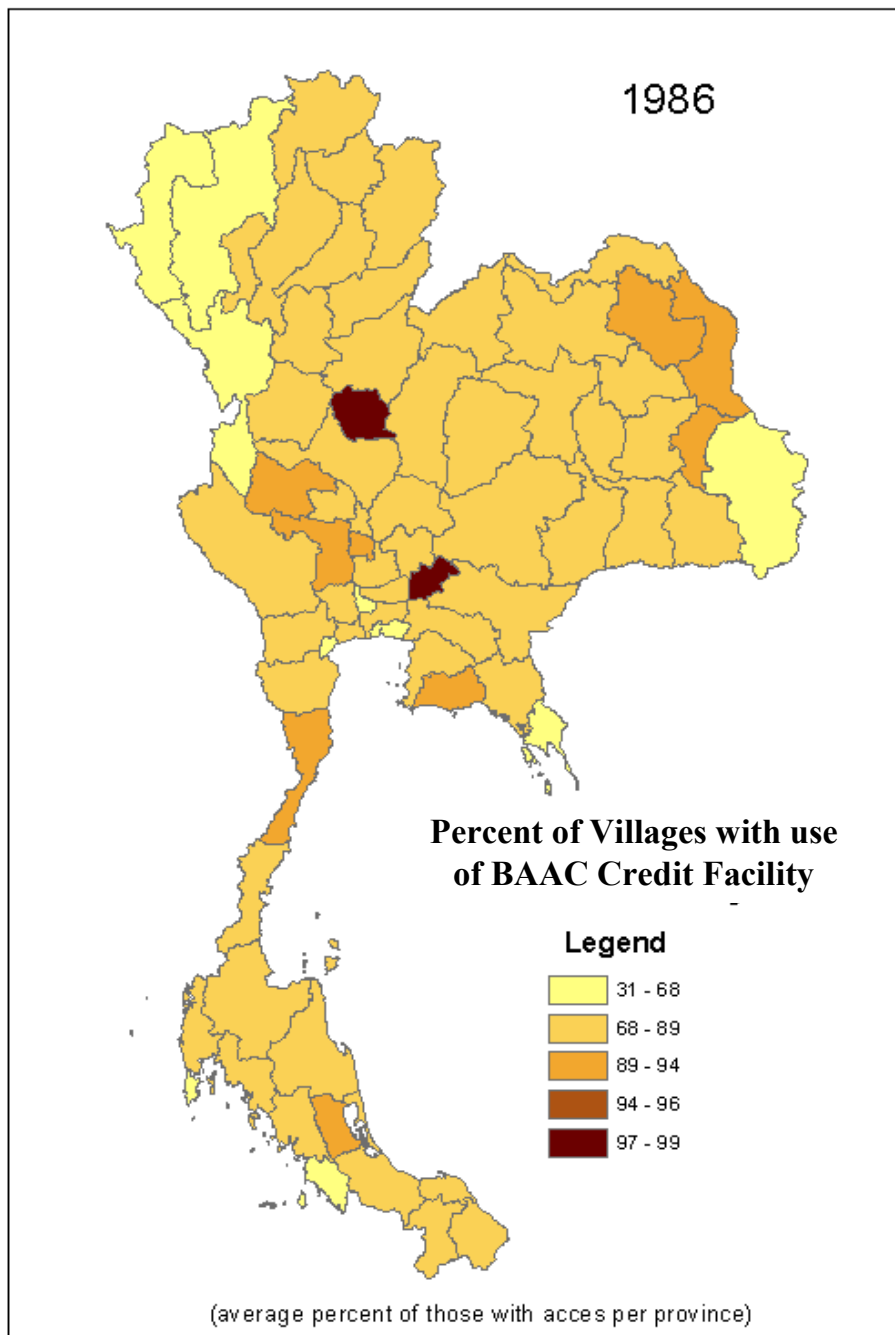 1986
Percent of Villages with use
of BAAC Credit Facility
Legend
31 - 68
68 - 89
89 - 94
94 - 96
97 - 99
(average percent of those with acces per province)